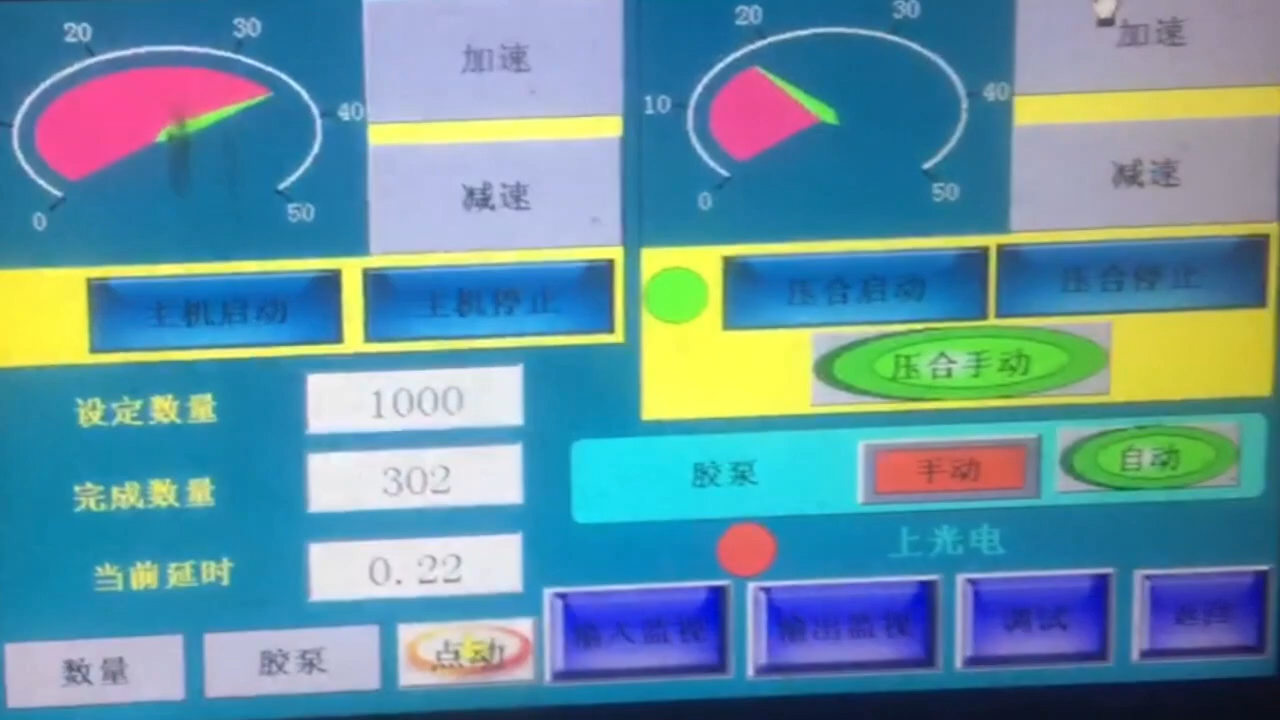 20
30
40
50
0
加速
减速
10
20
30
40
50
0
加速
减速
主机启动
主机停止
压合启动
压合停止
压合手动
设定数量
1000
完成数量
302
当前延时
0.22
胶泵
手动
自动
上光电
数量
胶泵
点动
输入监视
输出监视
调试